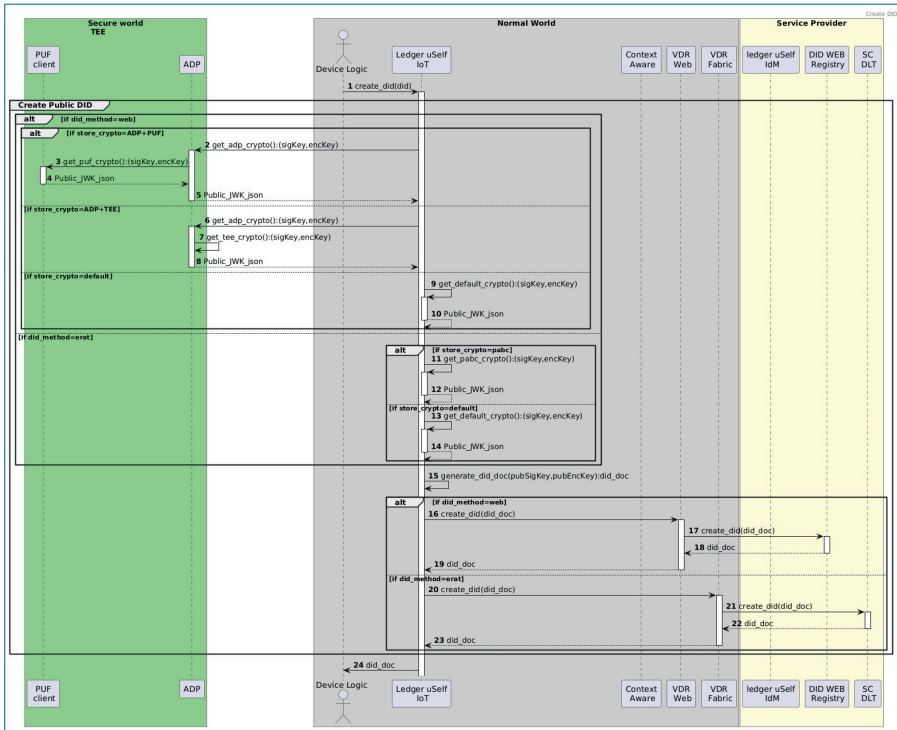 Create DID
Secure world
TEE
Normal World
Service Provider
PUF
client
ADP
Device Logic
Ledger uSelf
IoT
Context
Aware
VDR
Web
VDR
Fabric
ledger uSelf
IdM
DID WEB
Registry
SC
DLT
1 create_did(did)
Create Public DID
alt [if did_method=web]
alt [if store_crypto=ADP+PUF]
2 get_adp_crypto():(sigKey,encKey)
3 get_puf_crypto():(sigKey,encKey)
4 Public_JWK_json
5 Public_JWK_json
[if store_crypto=ADP+TEE]
6 get_adp_crypto():(sigKey,encKey)
7 get_tee_crypto():(sigKey,encKey)
8 Public_JWK_json
[if store_crypto=default]
9 get_default_crypto():(sigKey,encKey)
10 Public_JWK_json
[if did_method=erat]
alt [if store_crypto=pabc]
11 get_pabc_crypto():(sigKey,encKey)
12 Public_JWK_json
[if store_crypto=default]
13 get_default_crypto():(sigKey,encKey)
14 Public_JWK_json
15 generate_did_doc(pubSigKey,pubEncKey):did_doc
alt [if did_method=web]
16 create_did(did_doc)
17 create_did(did_doc)
18 did_doc
19 did_doc
[if did_method=erat]
20 create_did(did_doc)
21 create_did(did_doc)
22 did_doc
23 did_doc
24 did_doc
PUF
client
ADP
Device Logic
Ledger uSelf
IoT
Context
Aware
VDR
Web
VDR
Fabric
ledger uSelf
IdM
DID WEB
Registry
SC
DLT